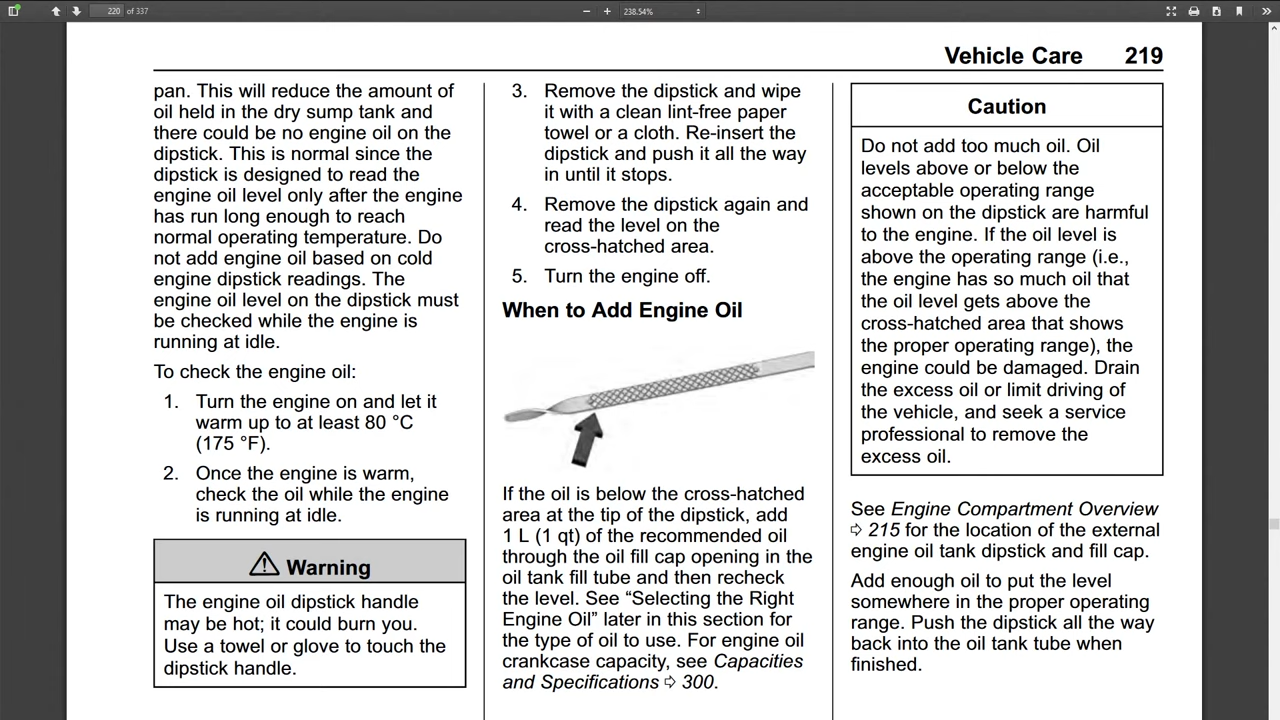 220 of 337
238.54%
Vehicle Care 219
pan. This will reduce the amount of
oil held in the dry sump tank and
there could be no engine oil on the
dipstick. This is normal since the
dipstick is designed to read the
engine oil level only after the engine
has run long enough to reach
normal operating temperature. Do
not add engine oil based on cold
engine dipstick readings. The
engine oil level on the dipstick must
be checked while the engine is
running at idle.
To check the engine oil:
1. Turn the engine on and let it
warm up to at least 80 °C
(175 °F).
2. Once the engine is warm,
check the oil while the engine
is running at idle.
Warning
The engine oil dipstick handle
may be hot; it could burn you.
Use a towel or glove to touch the
dipstick handle.
3. Remove the dipstick and wipe
it with a clean lint-free paper
towel or a cloth. Re-insert the
dipstick and push it all the way
in until it stops.
4. Remove the dipstick again and
read the level on the
cross-hatched area.
5. Turn the engine off.
When to Add Engine Oil
If the oil is below the cross-hatched
area at the tip of the dipstick, add
1 L (1 qt) of the recommended oil
through the oil fill cap opening in the
oil tank fill tube and then recheck
the level. See “Selecting the Right
Engine Oil” later in this section for
the type of oil to use. For engine oil
crankcase capacity, see Capacities
and Specifications ⇨ 300.
Caution
Do not add too much oil. Oil
levels above or below the
acceptable operating range
shown on the dipstick are harmful
to the engine. If the oil level is
above the operating range (i.e.,
the engine has so much oil that
the oil level gets above the
cross-hatched area that shows
the proper operating range), the
engine could be damaged. Drain
the excess oil or limit driving of
the vehicle, and seek a service
professional to remove the
excess oil.
See Engine Compartment Overview
⇨ 215 for the location of the external
engine oil tank dipstick and fill cap.
Add enough oil to put the level
somewhere in the proper operating
range. Push the dipstick all the way
back into the oil tank tube when
finished.